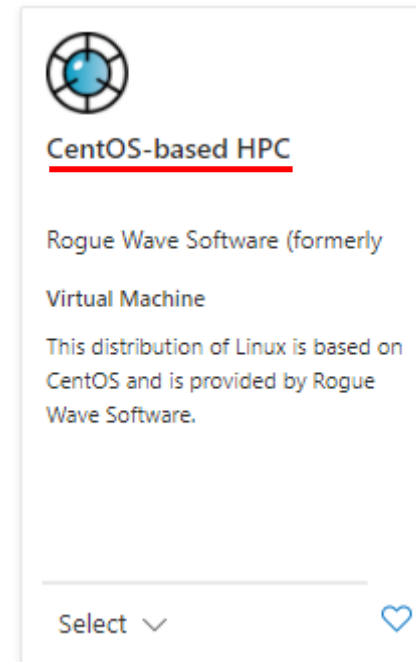 CentOS-based HPC
Rogue Wave Software (formerly
Virtual Machine
This distribution of Linux is based on
CentOS and is provided by Rogue
Wave Software.
Select